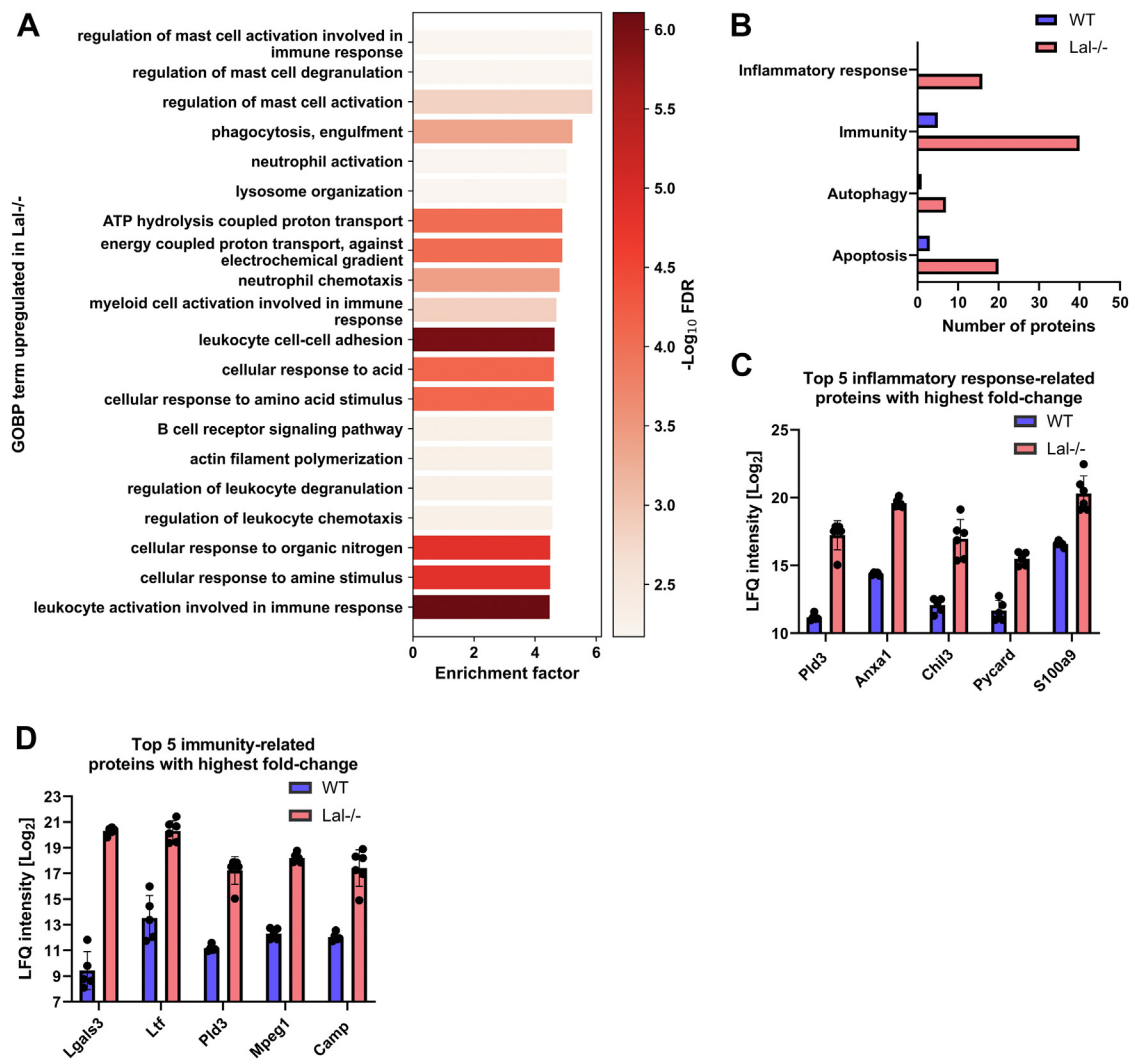 A
GOBP term upregulated in Lal-/-
regulation of mast cell activation involved in
immune response
regulation of mast cell degranulation
regulation of mast cell activation
phagocytosis, engulfment
neutrophil activation
lysosome organization
ATP hydrolysis coupled proton transport
energy coupled proton transport, against
electrochemical gradient
neutrophil chemotaxis
myeloid cell activation involved in immune
response
leukocyte cell-cell adhesion
cellular response to acid
cellular response to amino acid stimulus
B cell receptor signaling pathway
actin filament polymerization
regulation of leukocyte degranulation
regulation of leukocyte chemotaxis
cellular response to organic nitrogen
cellular response to amine stimulus
leukocyte activation involved in immune response
0 2 4 6
Enrichment factor
6.0
5.5
5.0
4.5
4.0
3.5
3.0
2.5
-Log10 FDR
B
WT
Lal-/-
Inflammatory response
Immunity
Autophagy
Apoptosis
0 10 20 30 40 50
Number of proteins
C
Top 5 inflammatory response-related
proteins with highest fold-change
WT
Lal-/-
LFQ intensity [Log2]
25
20
15
10
Pld3 Anxa1 Chil3 Pycard S100a9
D
Top 5 immunity-related
proteins with highest fold-change
WT
Lal-/-
LFQ intensity [Log2]
23
21
19
17
15
13
11
9
7
Lgals3 Ltf Pld3 Mpeg1 Camp